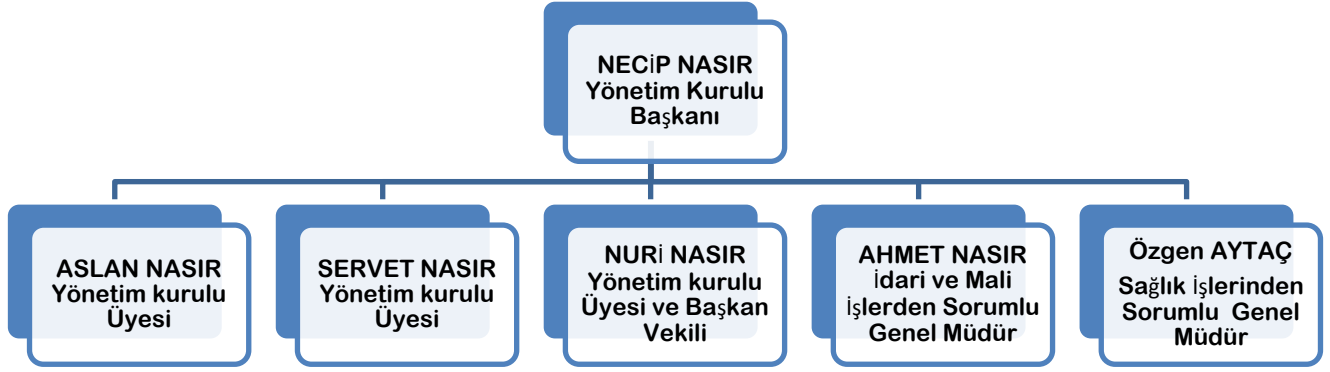 NECİP NASIR
Yönetim Kurulu
Başkanı
ASLAN NASIR
Yönetim kurulu
Üyesi
SERVET NASIR
Yönetim kurulu
Üyesi
NURİ NASIR
Yönetim kurulu
Üyesi ve Başkan
Vekili
AHMET NASIR
İdari ve Mali
İşlerden Sorumlu
Genel Müdür
Özgen AYTAÇ
Sağlık İşlerinden
Sorumlu Genel
Müdür